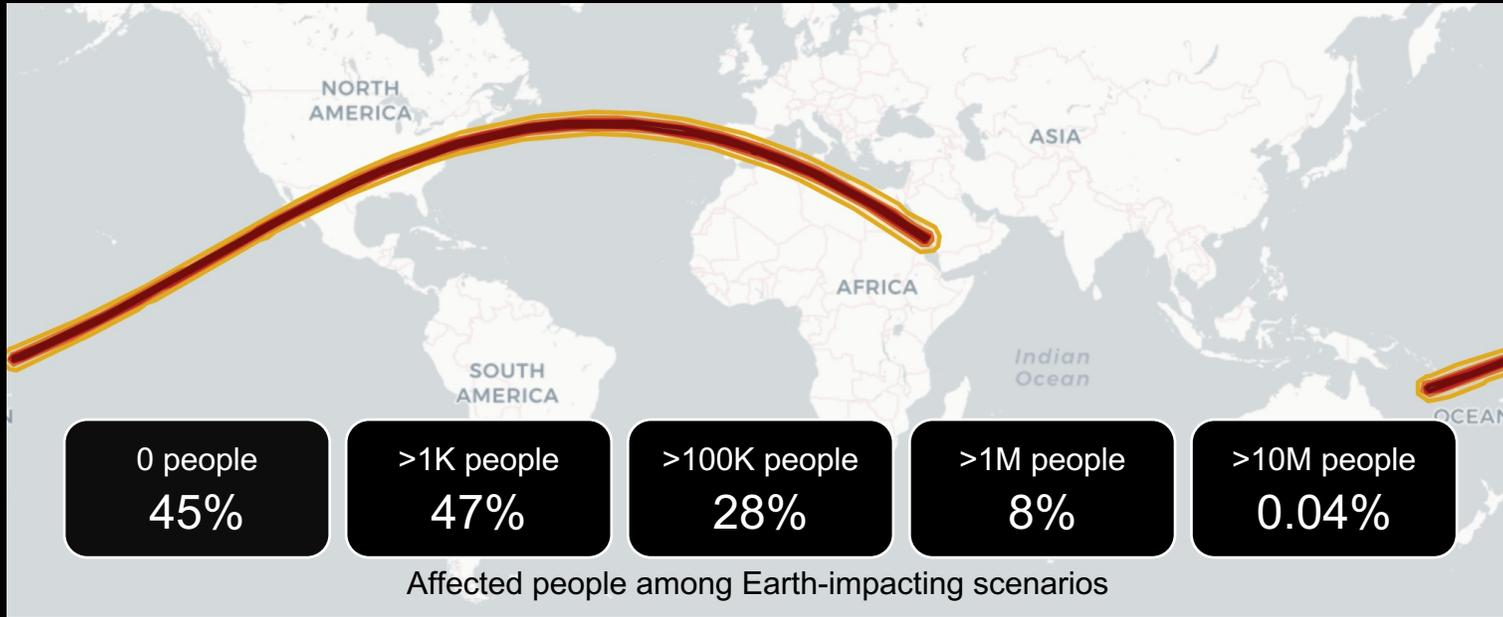 NORTH
AMERICA
ASIA
AFRICA
Indian
Ocean
SOUTH
AMERICA
N
OCEAN
0 people
45%
>1K people
47%
>100K people
28%
>1M people
8%
>10M people
0.04%
Affected people among Earth-impacting scenarios